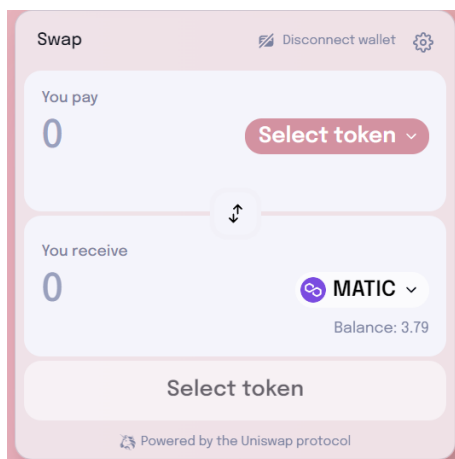 Swap
Disconnect wallet
You pay
0
Select token
You receive
0
MATIC
Balance: 3.79
Select token
Powered by the Uniswap protocol